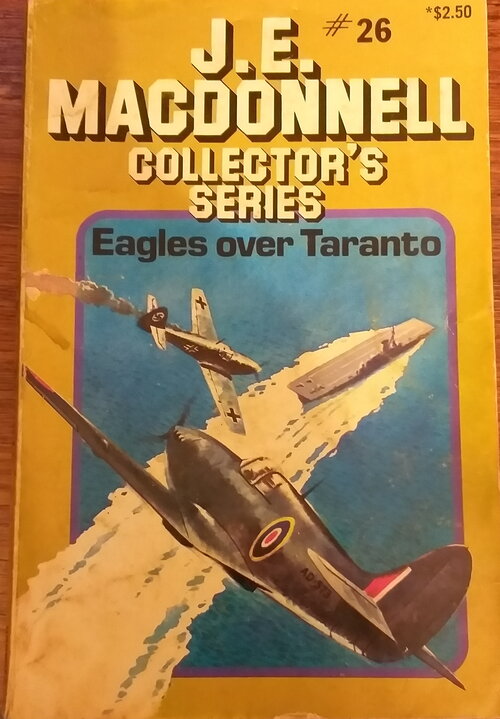 *$2.50
# 26
J.E.
MACDONNELL
COLLECTOR'S
SERIES
Eagles over Taranto